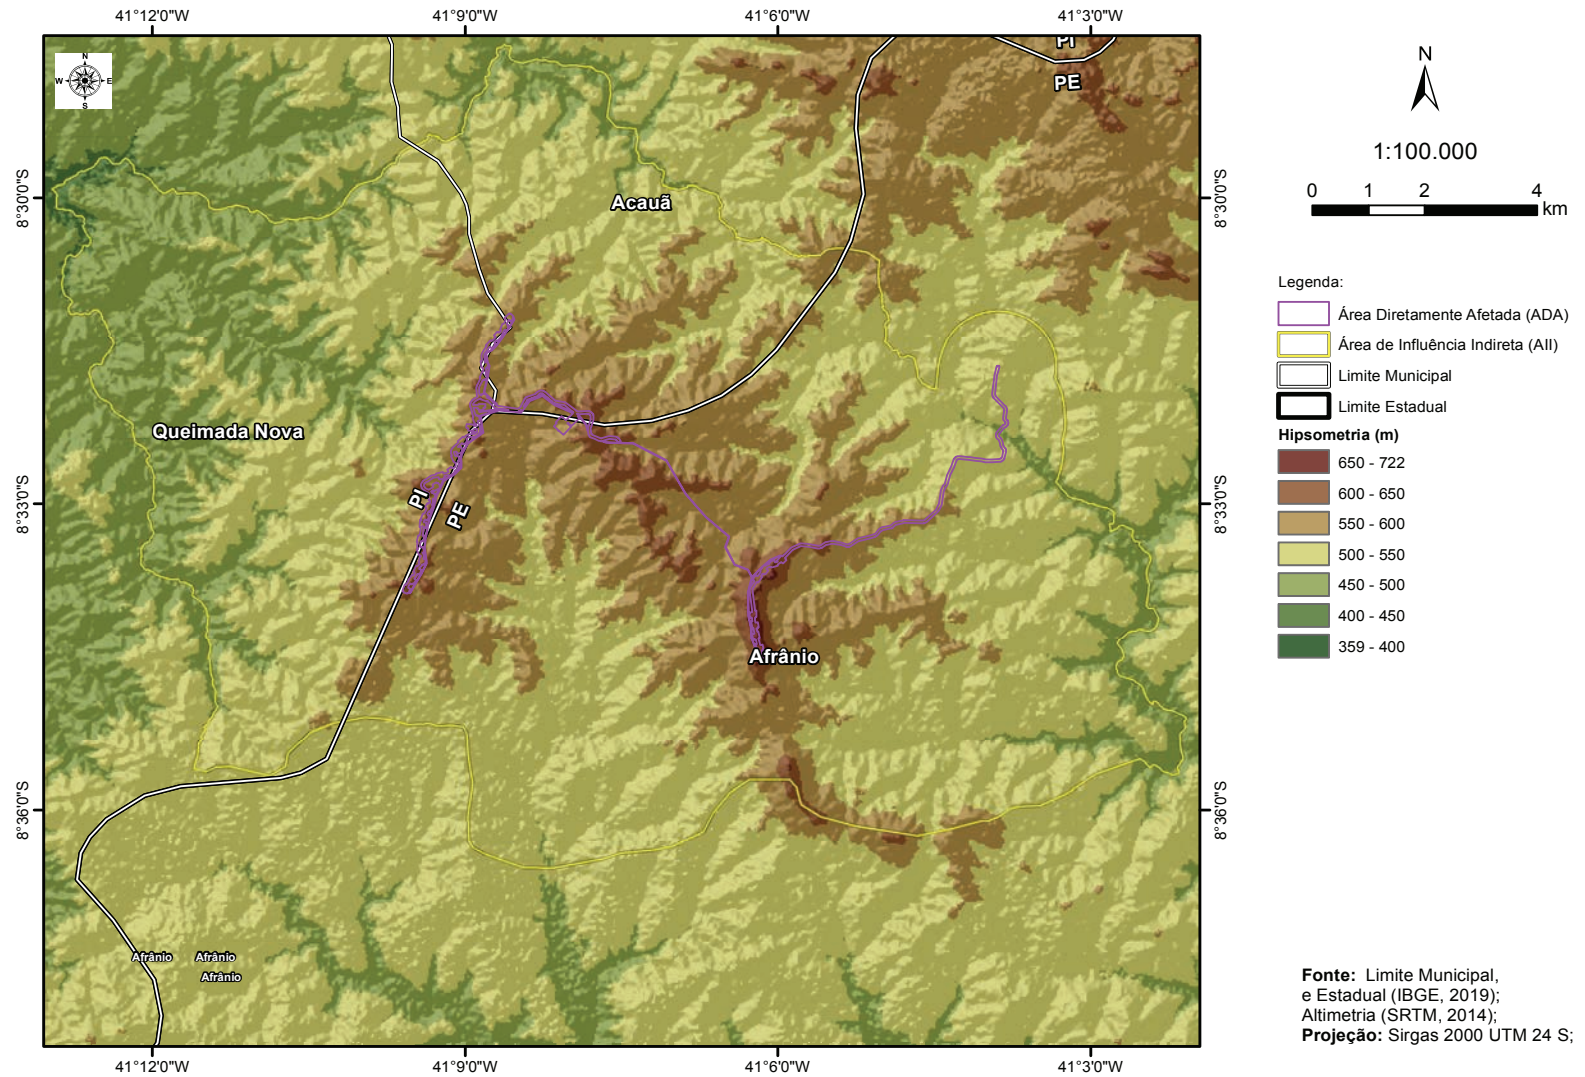 41°12'0"W
41°9'0"W
41°6'0"W
41°3'0"W
N
W
E
S
PI
PE
8°30'0"S
8°30'0"S
Acauã
Queimada Nova
PI
PE
8°33'0"S
8°33'0"S
Afrânio
8°36'0"S
8°36'0"S
Afrânio
Afrânio
Afrânio
41°12'0"W
41°9'0"W
41°6'0"W
41°3'0"W
N
1:100.000
0 1 2 4
km
Legenda:
Área Diretamente Afetada (ADA)
Área de Influência Indireta (AII)
Limite Municipal
Limite Estadual
Hipsometria (m)
650 - 722
600 - 650
550 - 600
500 - 550
450 - 500
400 - 450
359 - 400
Fonte: Limite Municipal,
e Estadual (IBGE, 2019);
Altimetria (SRTM, 2014);
Projeção: Sirgas 2000 UTM 24 S;